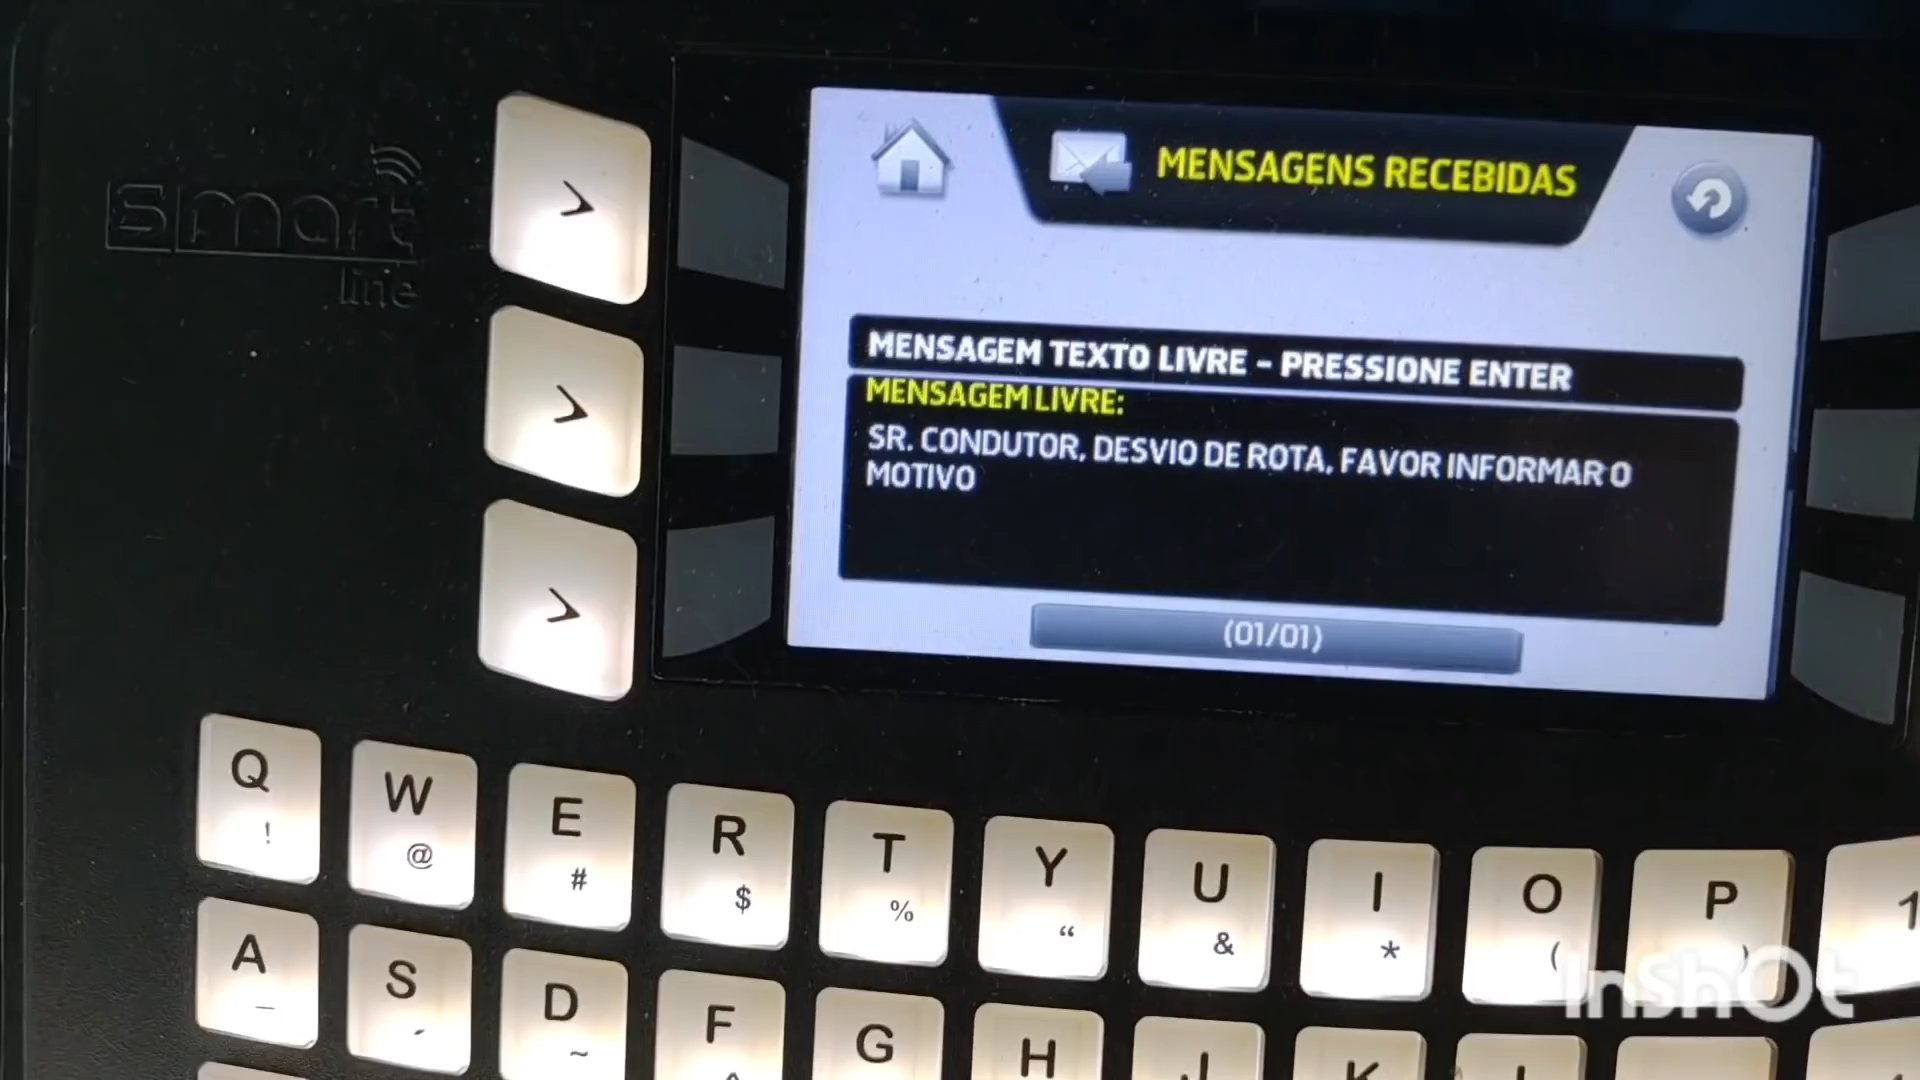 smart
line
MENSAGENS RECEBIDAS
MENSAGEM TEXTO LIVRE - PRESSIONE ENTER
MENSAGEM LIVRE:
SR. CONDUTOR, DESVIO DE ROTA, FAVOR INFORMAR O
MOTIVO
(01/01)
> 
>
>
Q W E R T Y U I O P 1
! @ # $ % “ & * ( )
A S D F G H J K L
_ ´ ~ ^
InShOt